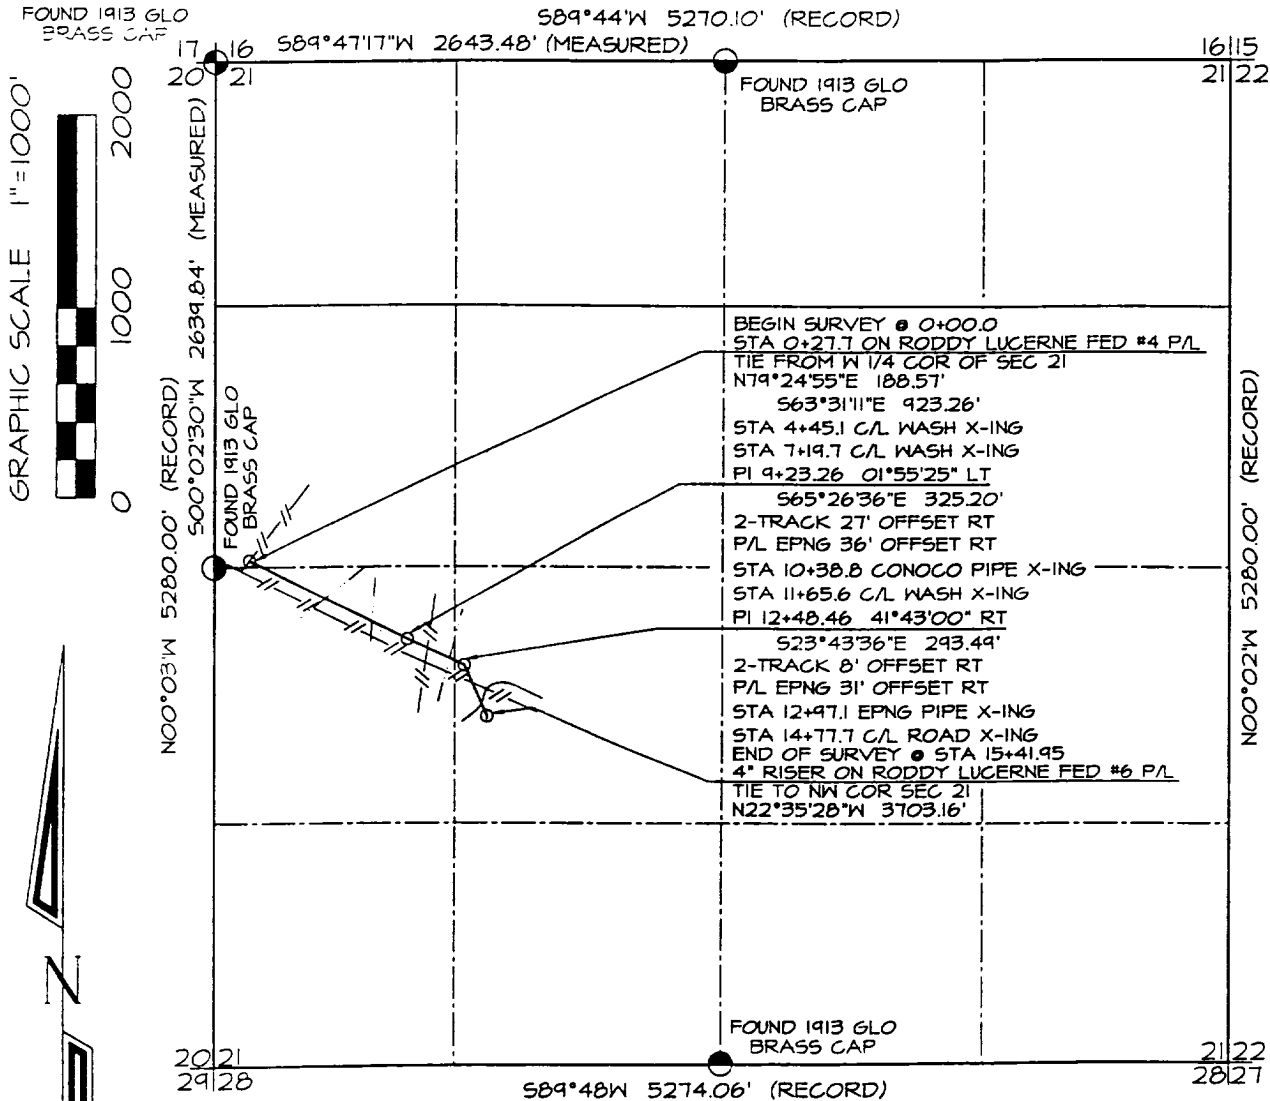 FOUND 1913 GLO
BRASS CAP
S89°44'W 5270.10' (RECORD)
S89°47'17"W 2643.48' (MEASURED)
17 16
20 21
16 15
21 22
FOUND 1913 GLO
BRASS CAP
GRAPHIC SCALE 1"=1000'
2000
1000
0
S00°02'30"W 2639.84' (MEASURED)
N00°03'W 5280.00' (RECORD)
FOUND 1913 GLO
BRASS CAP
BEGIN SURVEY @ 0+00.0
STA 0+27.7 ON RODDY LUCERNE FED #4 P/L
TIE FROM W 1/4 COR OF SEC 21
N79°24'55"E 188.57'
S63°31'11"E 923.26'
STA 4+45.1 C/L WASH X-ING
STA 7+19.7 C/L WASH X-ING
PI 9+23.26 01°55'25" LT
S65°26'36"E 325.20'
2-TRACK 27' OFFSET RT
P/L EPNG 36' OFFSET RT
STA 10+38.8 CONOCO PIPE X-ING
STA 11+65.6 C/L WASH X-ING
PI 12+48.46 41°43'00" RT
S23°43'36"E 293.49'
2-TRACK 8' OFFSET RT
P/L EPNG 31' OFFSET RT
STA 12+97.1 EPNG PIPE X-ING
STA 14+77.7 C/L ROAD X-ING
END OF SURVEY @ STA 15+41.95
4" RISER ON RODDY LUCERNE FED #6 P/L
TIE TO NW COR SEC 21
N22°35'28"W 3703.16'
N00°02'W 5280.00' (RECORD)
N
FOUND 1913 GLO
BRASS CAP
20 21
29 28
21 22
28 27
S89°48W 5274.06' (RECORD)